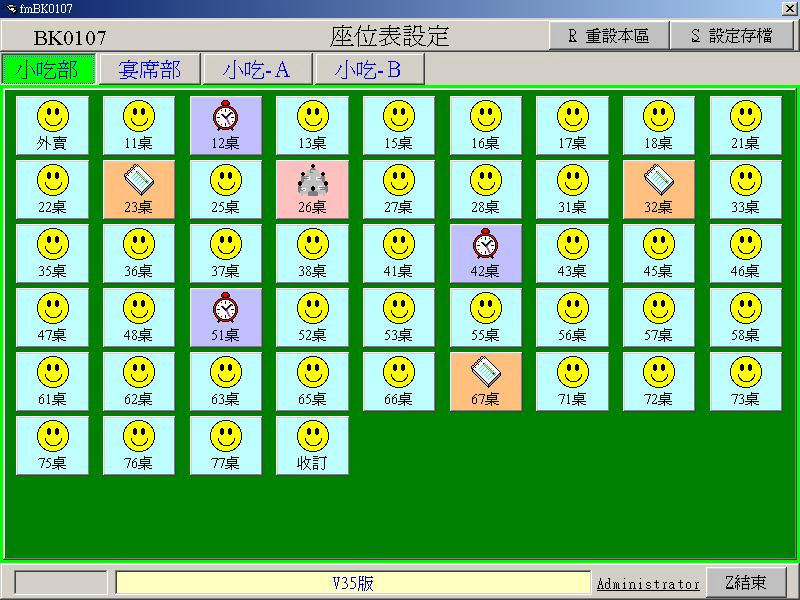 fmBK0107
BK0107 座位表設定 R 重設本區 S 設定存檔
小吃部 宴席部 小吃-A 小吃-B
外賣 11桌 12桌 13桌 15桌 16桌 17桌 18桌 21桌
22桌 23桌 25桌 26桌 27桌 28桌 31桌 32桌 33桌
35桌 36桌 37桌 38桌 41桌 42桌 43桌 45桌 46桌
47桌 48桌 51桌 52桌 53桌 55桌 56桌 57桌 58桌
61桌 62桌 63桌 65桌 66桌 67桌 71桌 72桌 73桌
75桌 76桌 77桌 收訂
V35版 Administrator Z結束